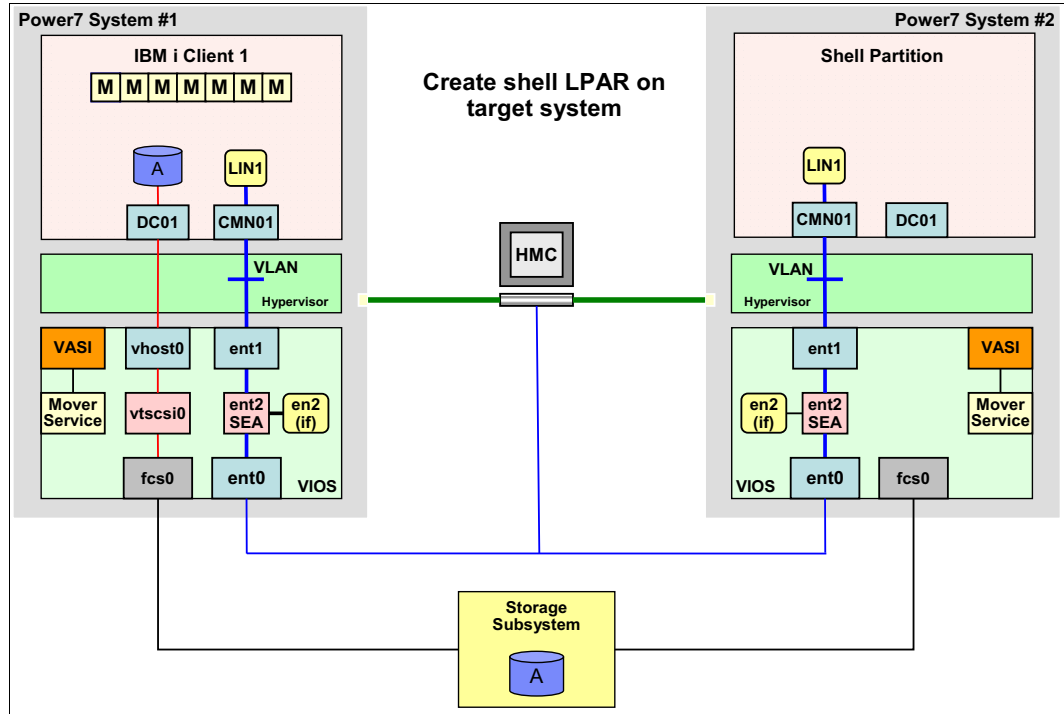 Power7 System #1
Power7 System #2
IBM i Client 1
M M M M M M M
Create shell LPAR on
target system
Shell Partition
A
LIN1
LIN1
DC01
CMN01
CMN01
DC01
HMC
VLAN
Hypervisor
VLAN
Hypervisor
VASI
vhost0
ent1
ent1
VASI
Mover
Service
vtscsi0
ent2
SEA
en2
(if)
en2
(if)
ent2
SEA
Mover
Service
fcs0
ent0
VIOS
VIOS
ent0
fcs0
Storage
Subsystem
A